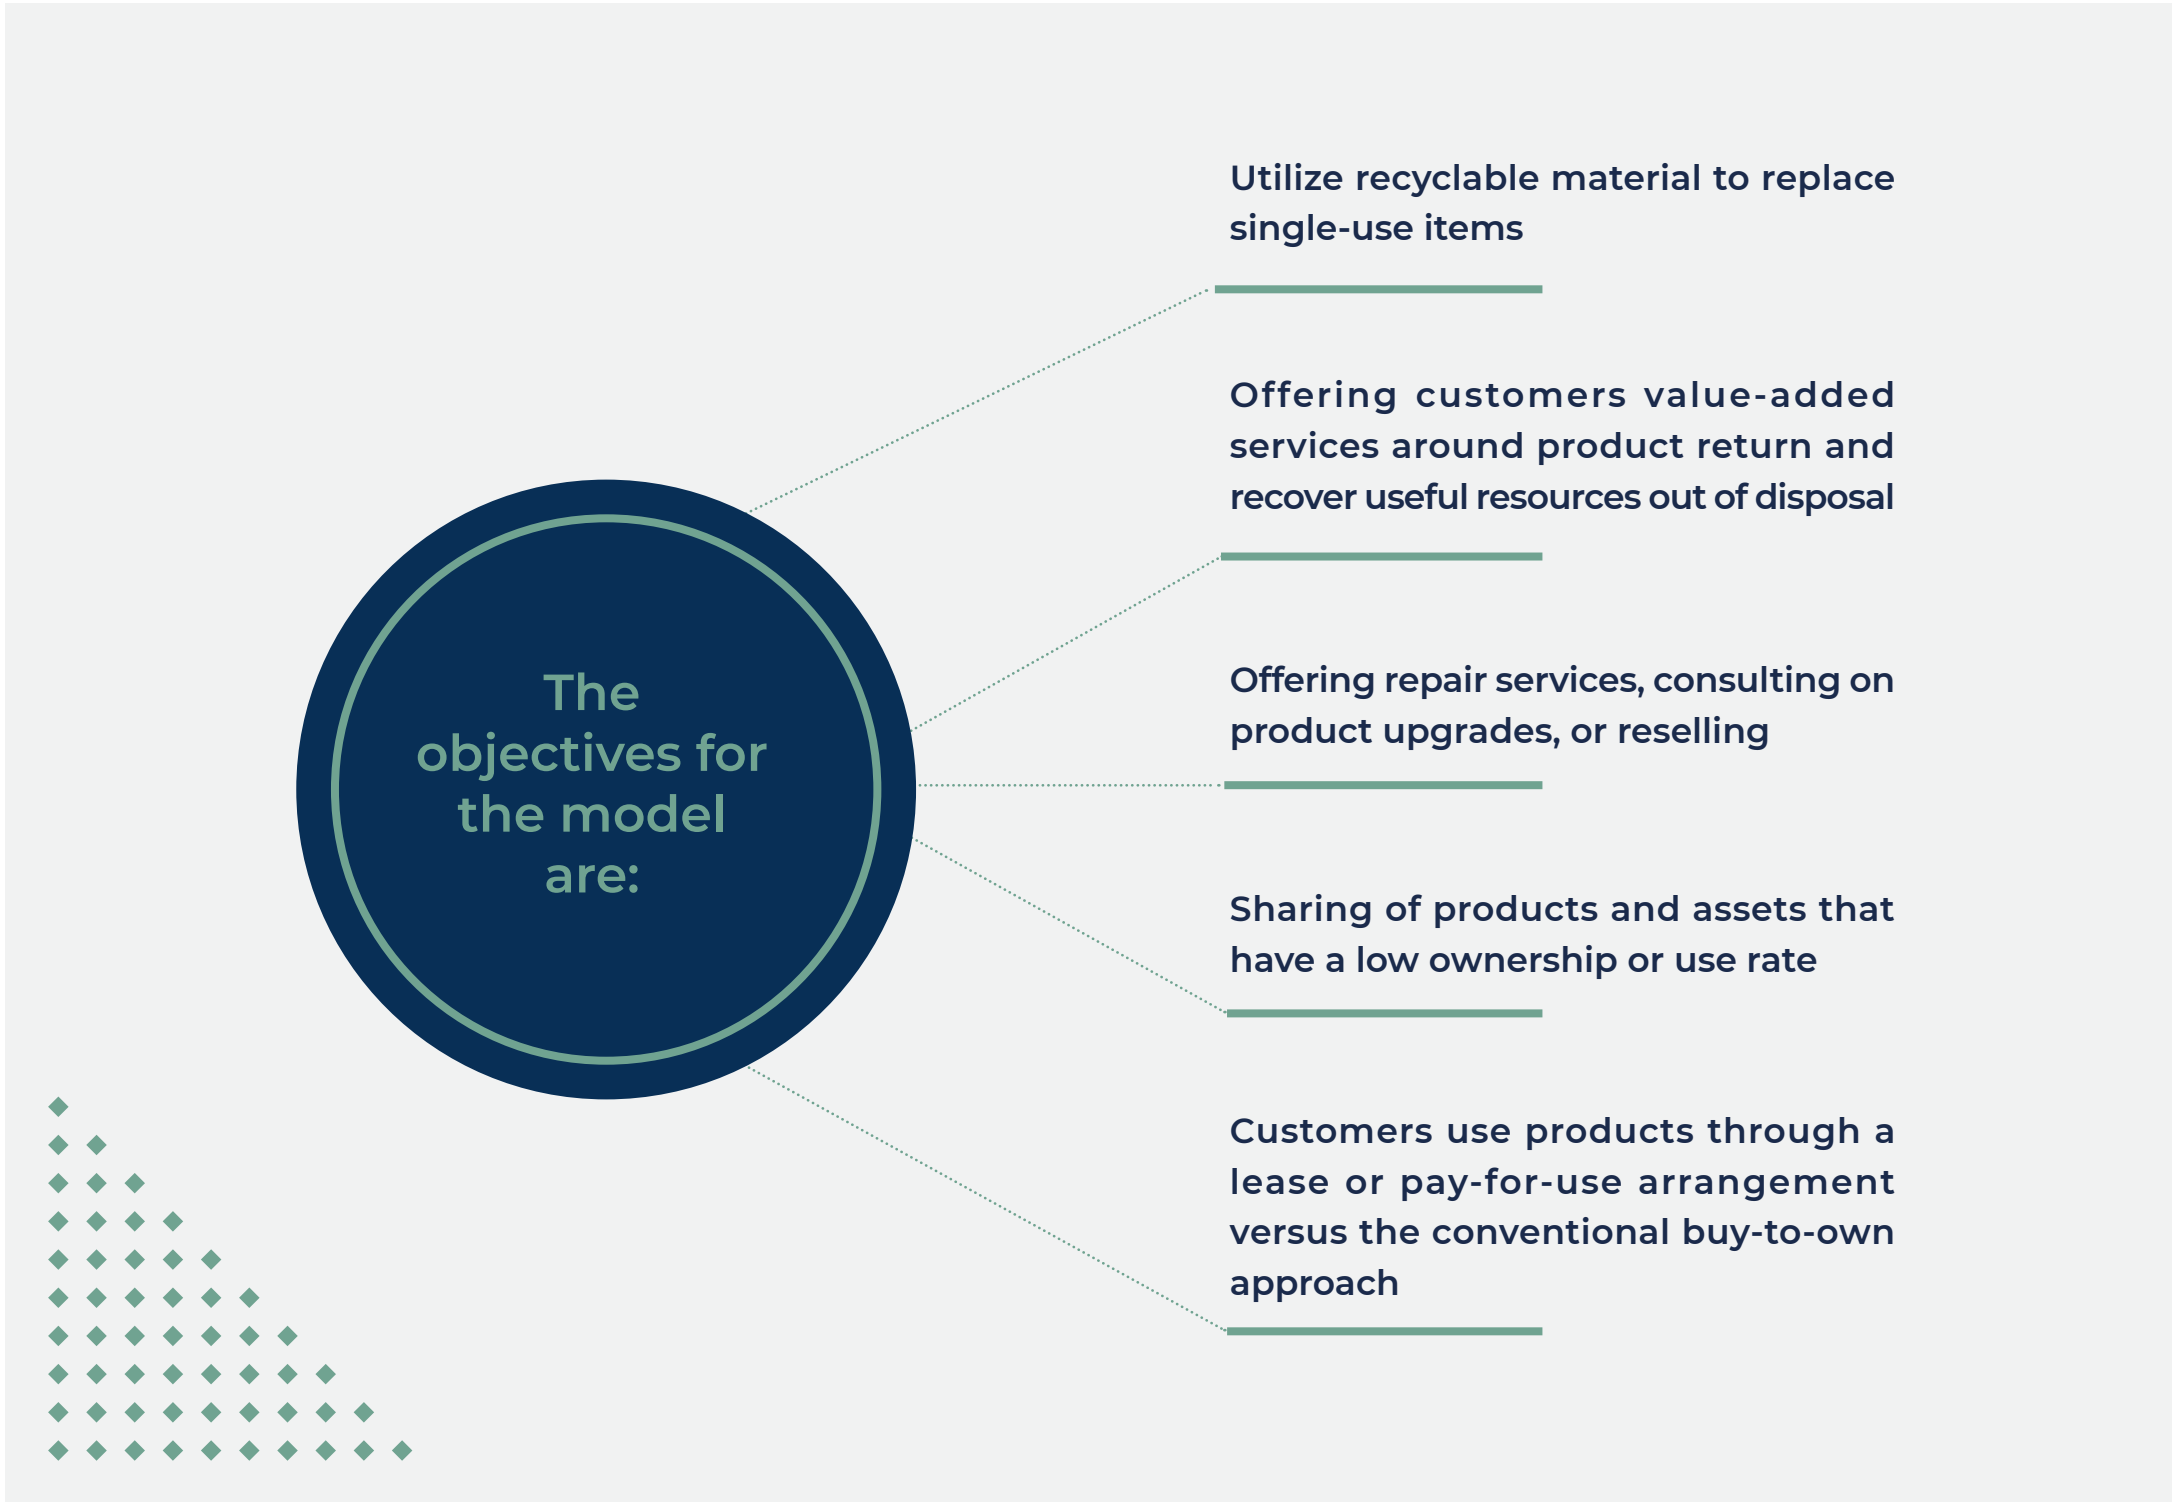 The
objectives for
the model
are:
Utilize recyclable material to replace
single-use items
Offering customers value-added
services around product return and
recover useful resources out of disposal
Offering repair services, consulting on
product upgrades, or reselling
Sharing of products and assets that
have a low ownership or use rate
Customers use products through a
lease or pay-for-use arrangement
versus the conventional buy-to-own
approach